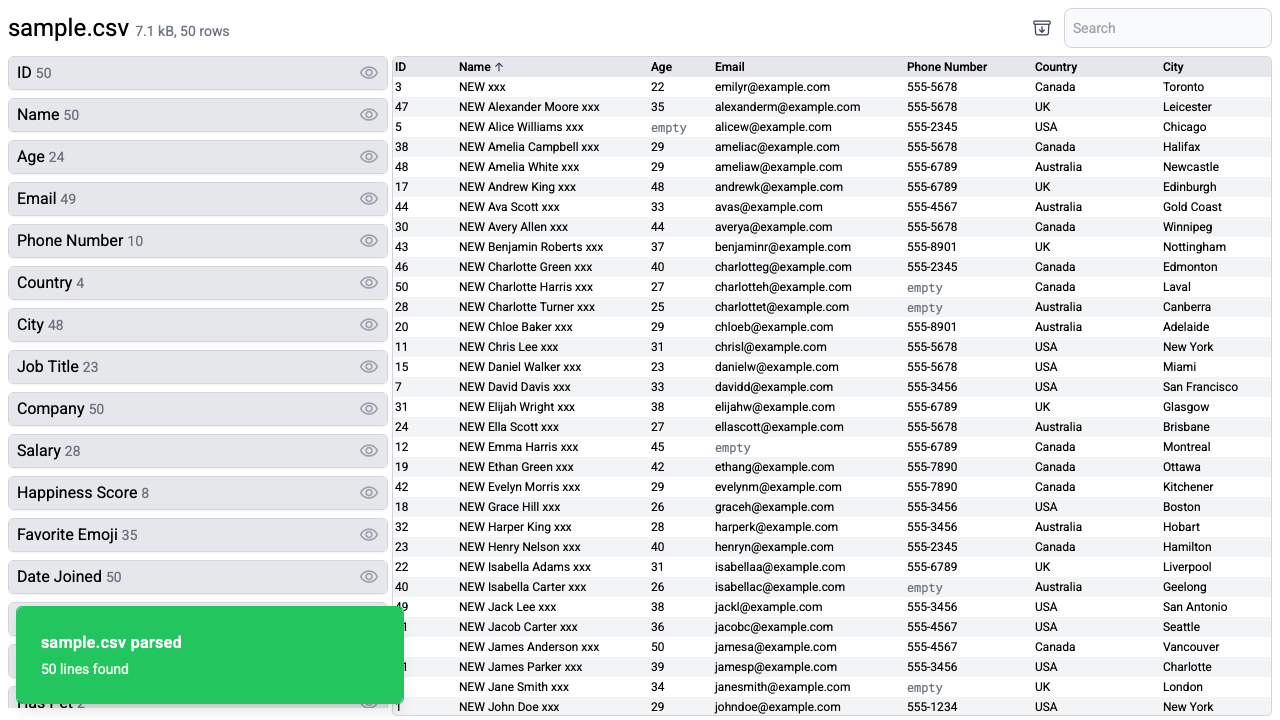 sample.csv 7.1 kB, 50 rows
Search
ID 50
Name 50
Age 24
Email 49
Phone Number 10
Country 4
City 48
Job Title 23
Company 50
Salary 28
Happiness Score 8
Favorite Emoji 35
Date Joined 50
Has Pet 2
sample.csv parsed
50 lines found
ID Name ↑ Age Email Phone Number Country City
3 NEW xxx 22 emilyr@example.com 555-5678 Canada Toronto
47 NEW Alexander Moore xxx 35 alexanderm@example.com 555-5678 UK Leicester
5 NEW Alice Williams xxx empty alicew@example.com 555-2345 USA Chicago
38 NEW Amelia Campbell xxx 29 ameliac@example.com 555-5678 Canada Halifax
48 NEW Amelia White xxx 29 ameliaw@example.com 555-6789 Australia Newcastle
17 NEW Andrew King xxx 48 andrewk@example.com 555-6789 UK Edinburgh
44 NEW Ava Scott xxx 33 avas@example.com 555-4567 Australia Gold Coast
30 NEW Avery Allen xxx 44 averya@example.com 555-5678 Canada Winnipeg
43 NEW Benjamin Roberts xxx 37 benjaminr@example.com 555-8901 UK Nottingham
46 NEW Charlotte Green xxx 40 charlotteg@example.com 555-2345 Canada Edmonton
50 NEW Charlotte Harris xxx 27 charlotteh@example.com empty Canada Laval
28 NEW Charlotte Turner xxx 25 charlottet@example.com empty Australia Canberra
20 NEW Chloe Baker xxx 29 chloeb@example.com 555-8901 Australia Adelaide
11 NEW Chris Lee xxx 31 chrisl@example.com 555-5678 USA New York
15 NEW Daniel Walker xxx 23 danielw@example.com 555-5678 USA Miami
7 NEW David Davis xxx 33 davidd@example.com 555-3456 USA San Francisco
31 NEW Elijah Wright xxx 38 elijahw@example.com 555-6789 UK Glasgow
24 NEW Ella Scott xxx 27 ellascott@example.com 555-5678 Australia Brisbane
12 NEW Emma Harris xxx 45 empty 555-6789 Canada Montreal
19 NEW Ethan Green xxx 42 ethang@example.com 555-7890 Canada Ottawa
42 NEW Evelyn Morris xxx 29 evelynm@example.com 555-7890 Canada Kitchener
18 NEW Grace Hill xxx 26 graceh@example.com 555-3456 USA Boston
32 NEW Harper King xxx 28 harperk@example.com 555-3456 Australia Hobart
23 NEW Henry Nelson xxx 40 henryn@example.com 555-2345 Canada Hamilton
22 NEW Isabella Adams xxx 31 isabellaa@example.com 555-6789 UK Liverpool
40 NEW Isabella Carter xxx 26 isabellac@example.com empty Australia Geelong
49 NEW Jack Lee xxx 38 jackl@example.com 555-3456 USA San Antonio
NEW Jacob Carter xxx 36 jacobc@example.com 555-4567 USA Seattle
NEW James Anderson xxx 50 jamesa@example.com 555-4567 Canada Vancouver
NEW James Parker xxx 39 jamesp@example.com 555-3456 USA Charlotte
NEW Jane Smith xxx 34 janesmith@example.com empty UK London
1 NEW John Doe xxx 29 johndoe@example.com 555-1234 USA New York